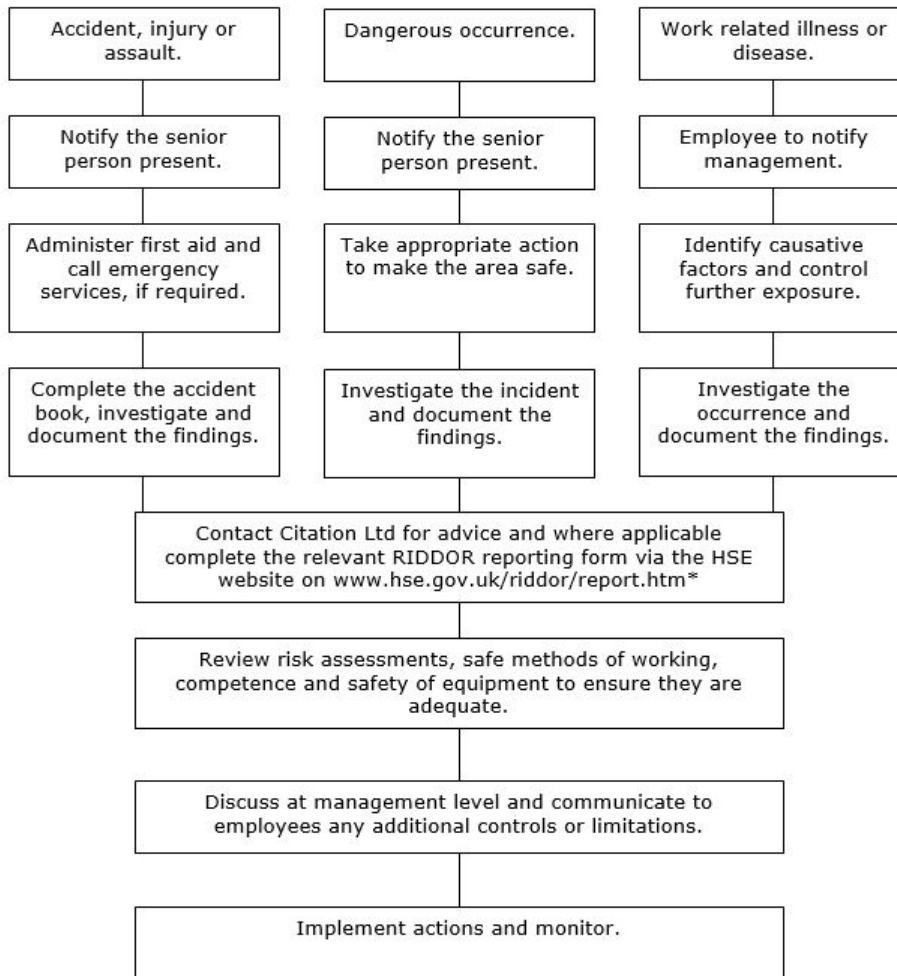 Accident, injury or
assault.
Dangerous occurrence.
Work related illness or
disease.
Notify the senior
person present.
Notify the senior
person present.
Employee to notify
management.
Administer first aid and
call emergency
services, if required.
Take appropriate action
to make the area safe.
Identify causative
factors and control
further exposure.
Complete the accident
book, investigate and
document the findings.
Investigate the incident
and document the
findings.
Investigate the
occurrence and
document the findings.
Contact Citation Ltd for advice and where applicable
complete the relevant RIDDOR reporting form via the HSE
website on www.hse.gov.uk/riddor/report.htm*
Review risk assessments, safe methods of working,
competence and safety of equipment to ensure they are
adequate.
Discuss at management level and communicate to
employees any additional controls or limitations.
Implement actions and monitor.